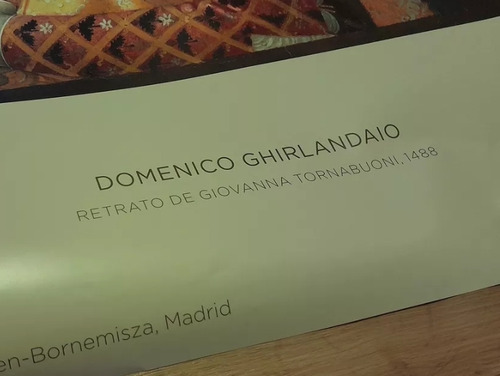 DOMENICO GHIRLANDAIO
RETRATO DE GIOVANNA TORNABUONI, 1488
en-Bornemisza, Madrid